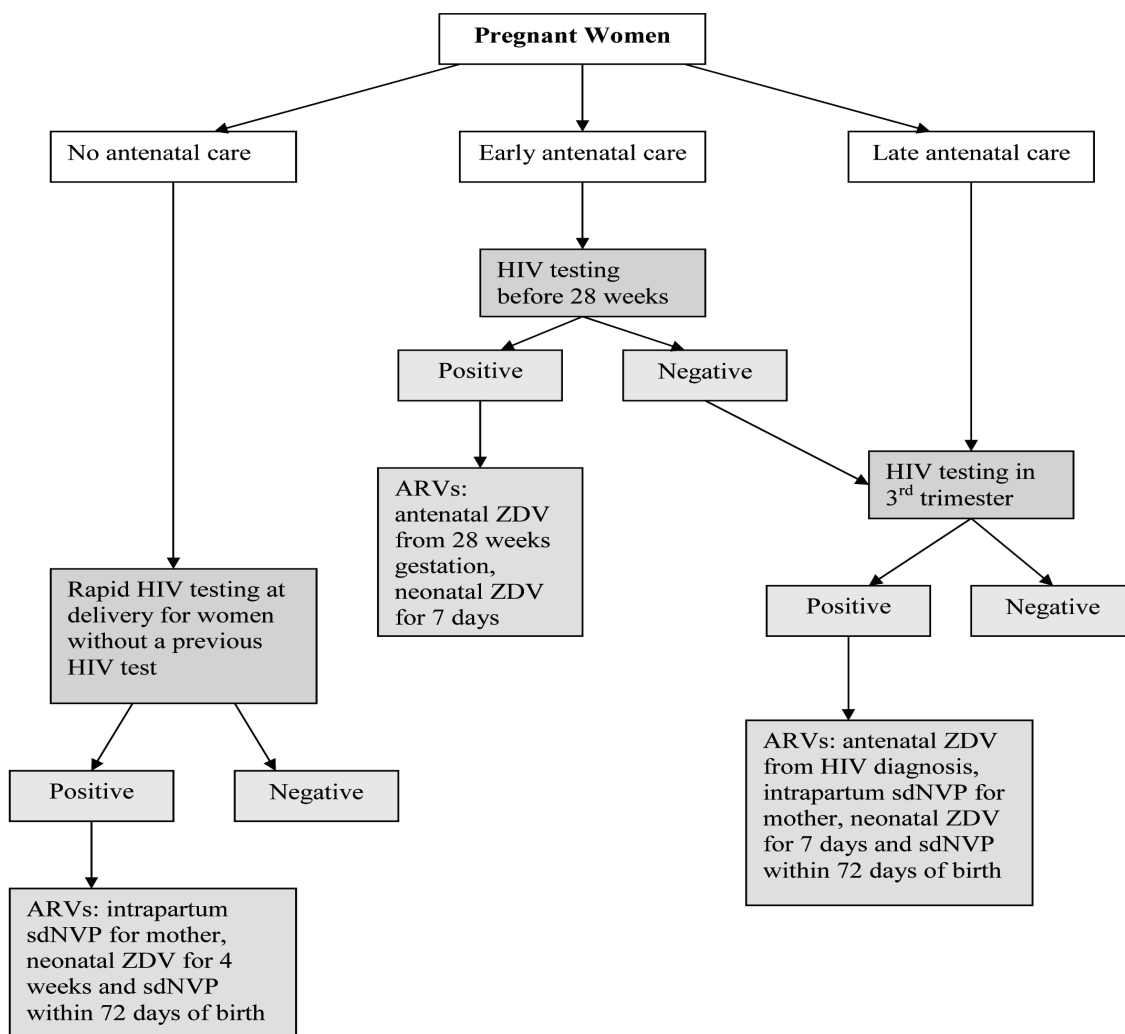 Pregnant Women
No antenatal care
Early antenatal care
Late antenatal care
HIV testing
before 28 weeks
Positive
Negative
HIV testing in
3rd trimester
ARVs:
antenatal ZDV
from 28 weeks
gestation,
neonatal ZDV
for 7 days
Rapid HIV testing at
delivery for women
without a previous
HIV test
Positive
Negative
ARVs: antenatal ZDV
from HIV diagnosis,
intrapartum sdNVP for
mother, neonatal ZDV
for 7 days and sdNVP
within 72 days of birth
Positive
Negative
ARVs: intrapartum
sdNVP for mother,
neonatal ZDV for 4
weeks and sdNVP
within 72 days of birth